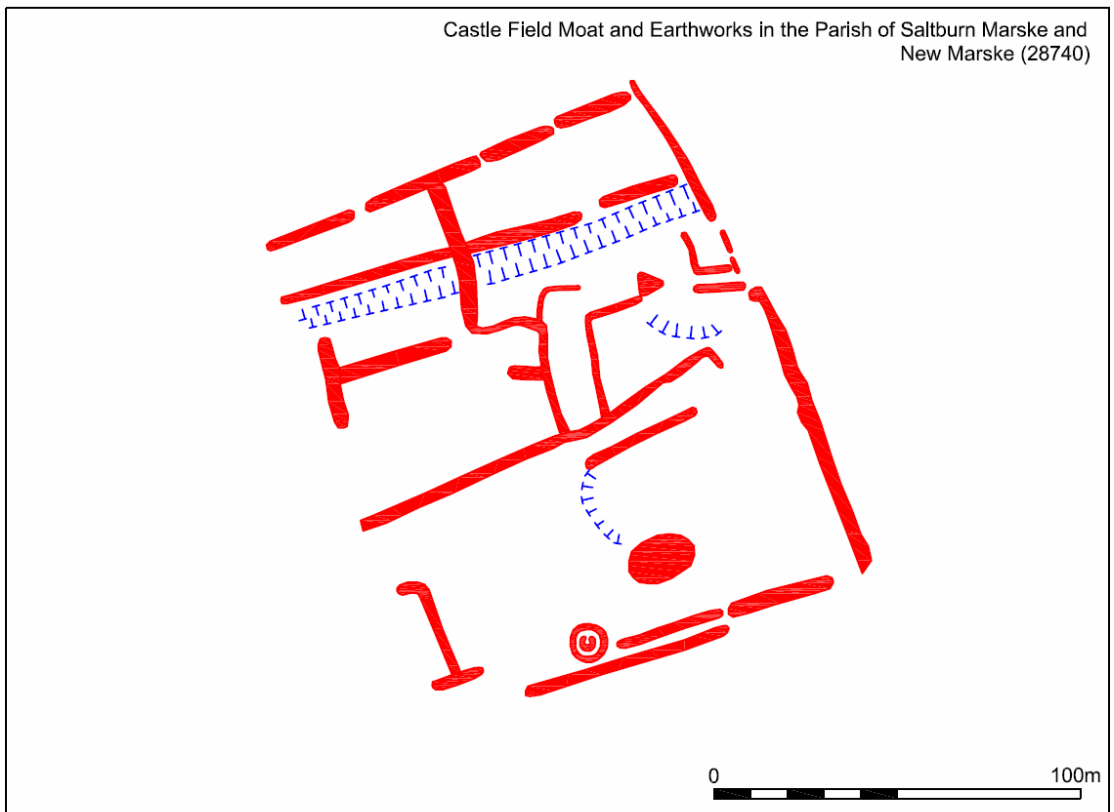 Castle Field Moat and Earthworks in the Parish of Saltburn Marske and
New Marske (28740)
0 100m